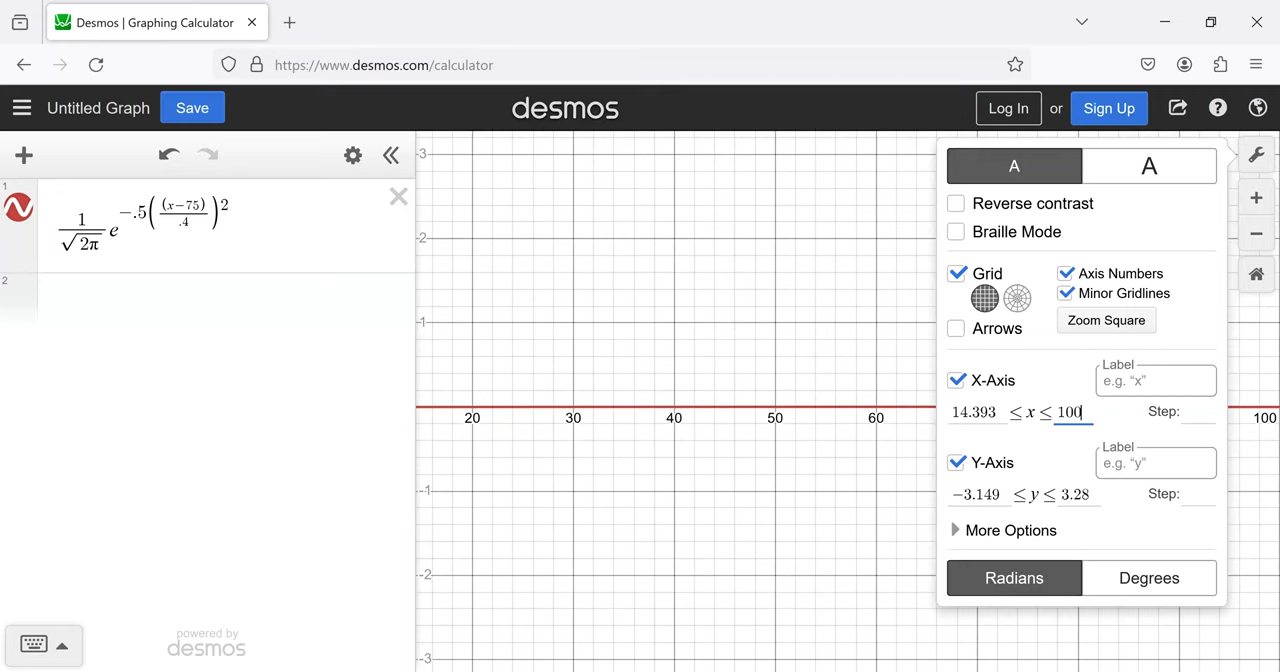 Desmos | Graphing Calculator
https://www.desmos.com/calculator
Untitled Graph Save desmos Log In or Sign Up
1
1/√2π e^−.5((x−75)/.4)2
2
powered by
desmos
3
2
1
-1
-2
-3
20 30 40 50 60 100
A A
Reverse contrast
Braille Mode
Grid
Axis Numbers
Minor Gridlines
Zoom Square
Arrows
X-Axis
Label
e.g. “x”
14.393 ≤ x ≤ 100 Step:
Y-Axis
Label
e.g. “y”
−3.149 ≤ y ≤ 3.28 Step:
More Options
Radians Degrees